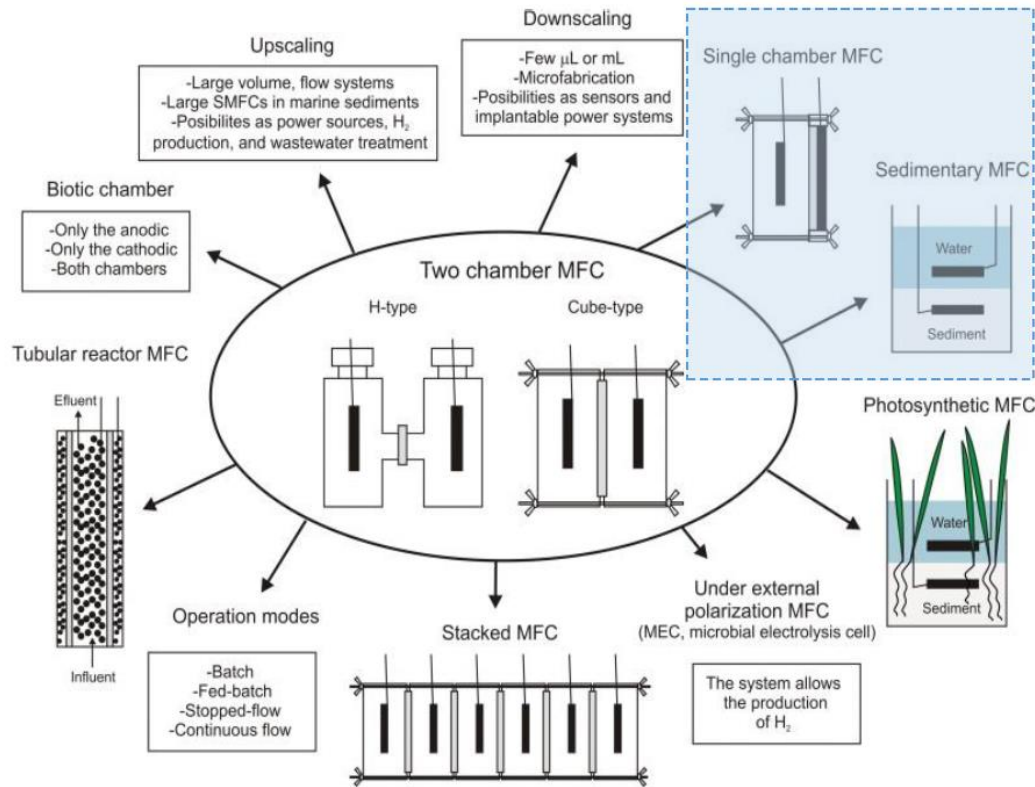 Upscaling
-Large volume, flow systems
-Large SMFCs in marine sediments
-Posibilites as power sources, H₂
production, and wastewater treatment
Downscaling
-Few μL or mL
-Microfabrication
-Posibilities as sensors and
implantable power systems
Single chamber MFC
Sedimentary MFC
Water
Sediment
Biotic chamber
-Only the anodic
-Only the cathodic
-Both chambers
Two chamber MFC
H-type
Cube-type
Tubular reactor MFC
Efluent
Influent
Photosynthetic MFC
Water
Sediment
Operation modes
-Batch
-Fed-batch
-Stopped-flow
-Continuous flow
Stacked MFC
Under external
polarization MFC
(MEC, microbial electrolysis cell)
The system allows
the production
of H₂